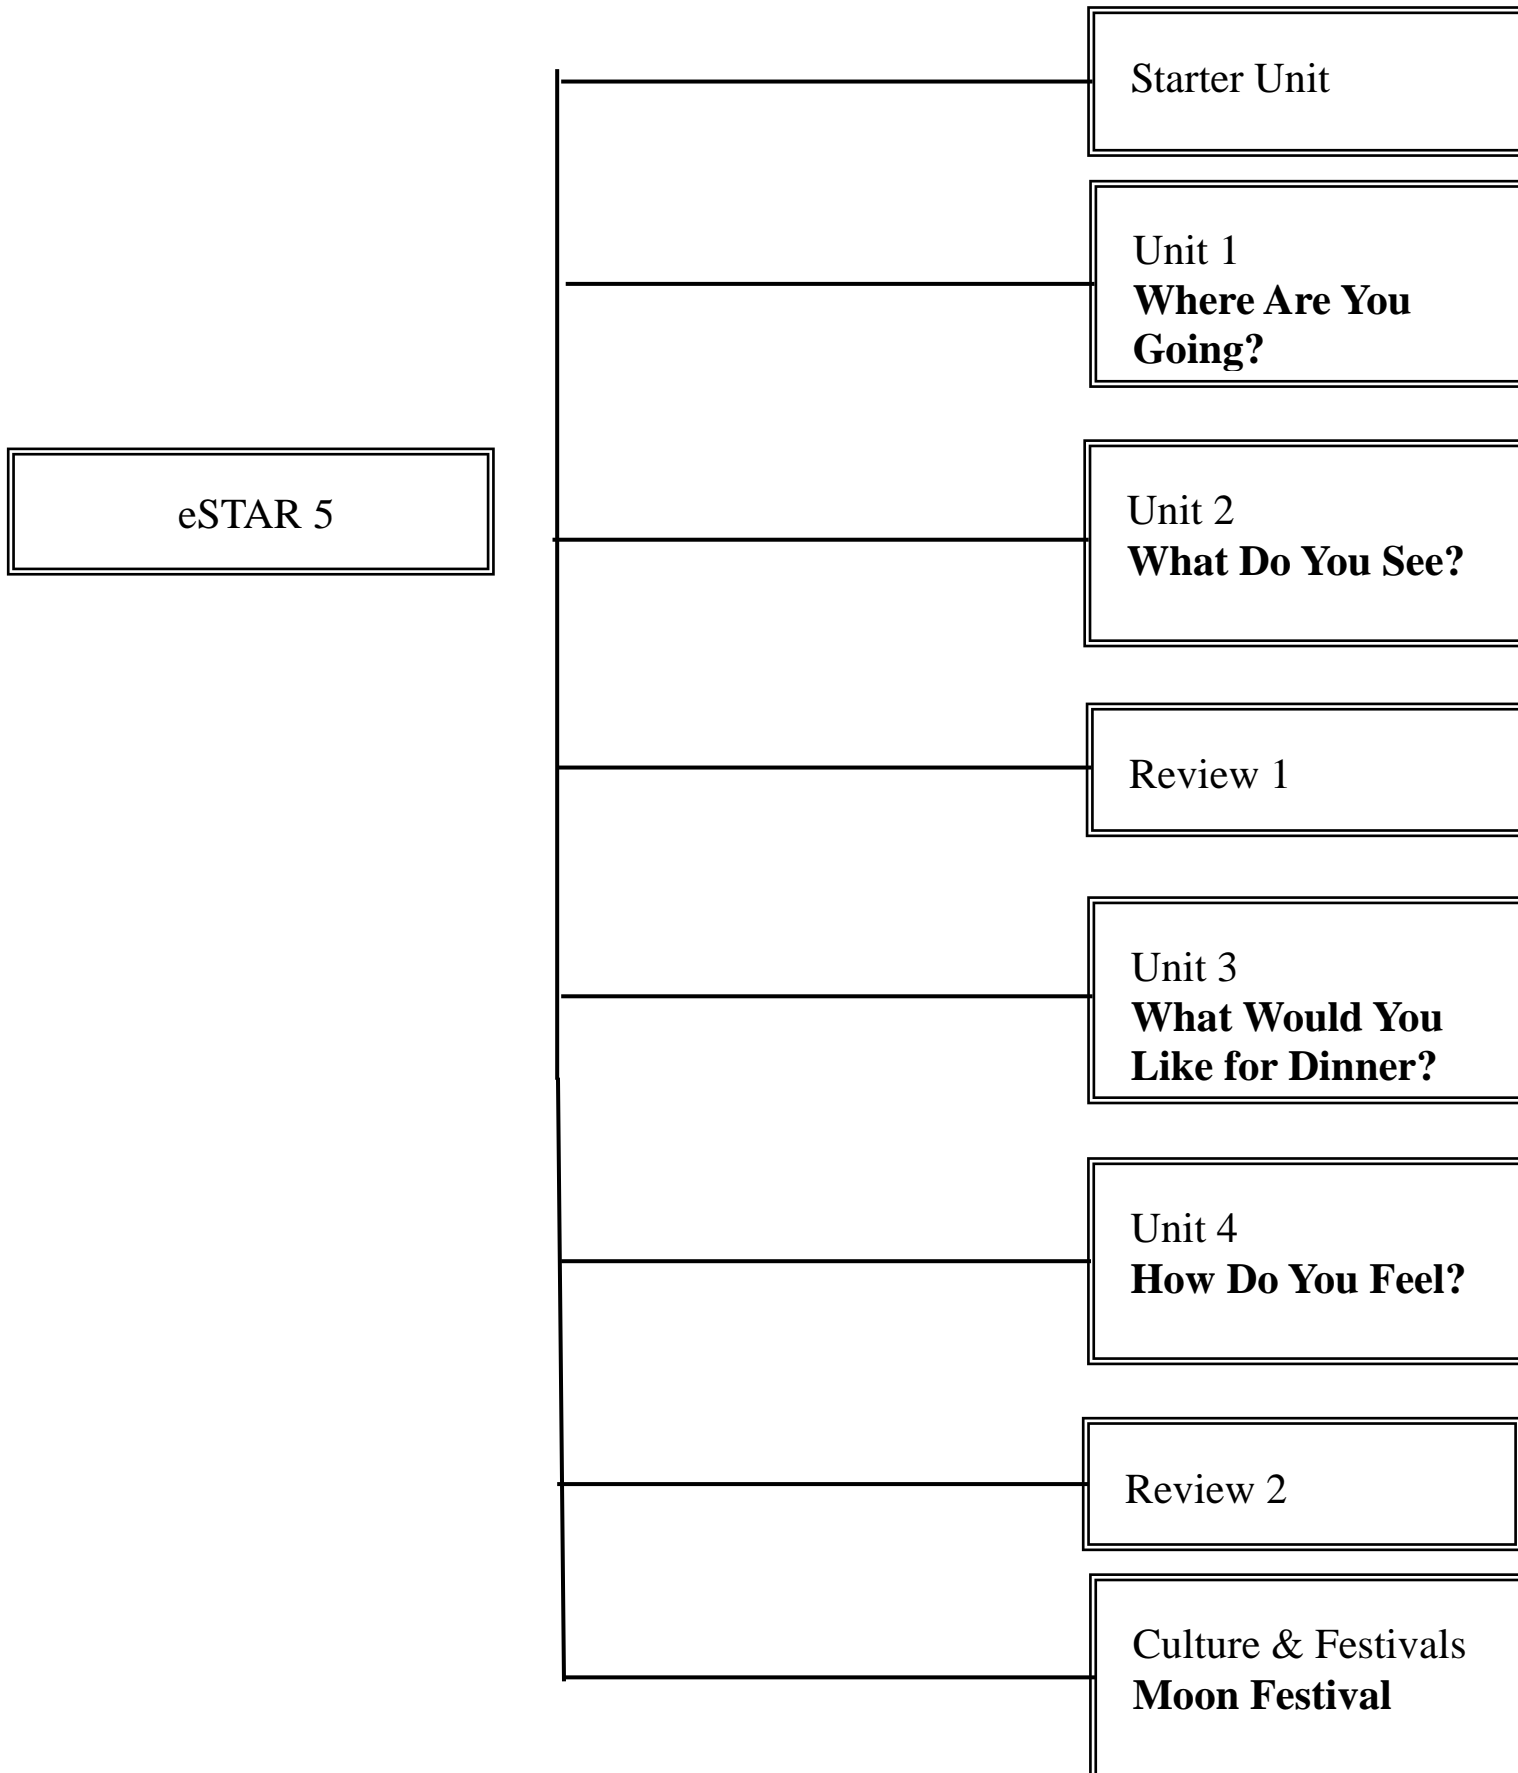 Starter Unit
Unit 1
Where Are You
Going?
eSTAR 5
Unit 2
What Do You See?
Review 1
Unit 3
What Would You
Like for Dinner?
Unit 4
How Do You Feel?
Review 2
Culture & Festivals
Moon Festival